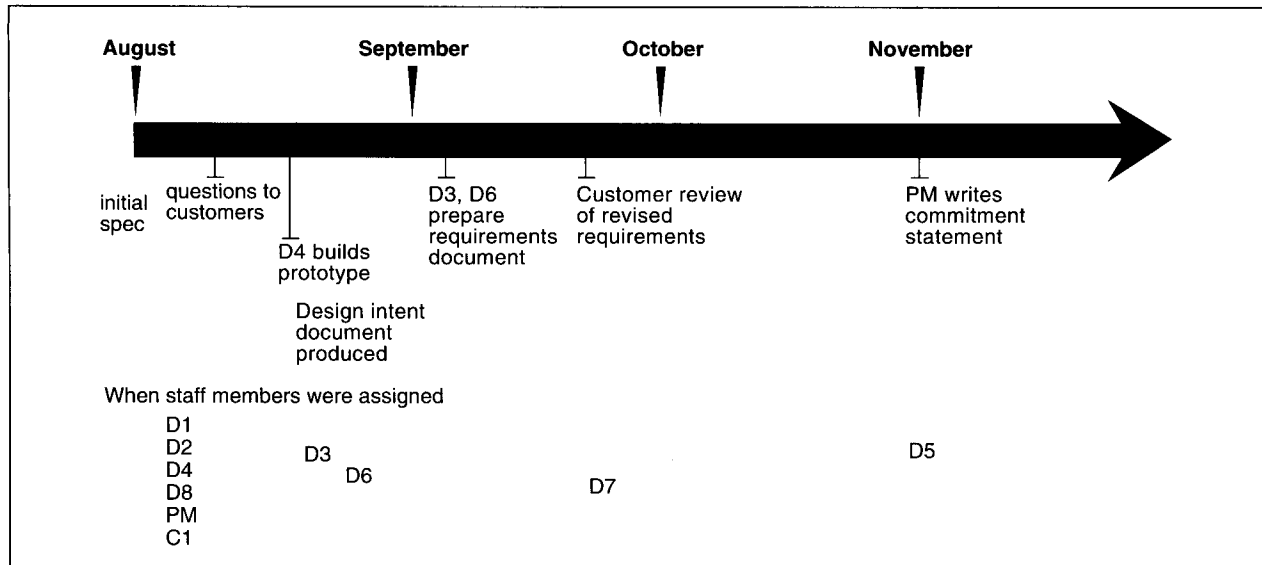 August September October November
initial
spec
questions to
customers
D4 builds
prototype
Design intent
document
produced
D3, D6
prepare
requirements
document
Customer review
of revised
requirements
PM writes
commitment
statement
When staff members were assigned
D1
D2
D4
D8
PM
C1
D3
D6
D7
D5